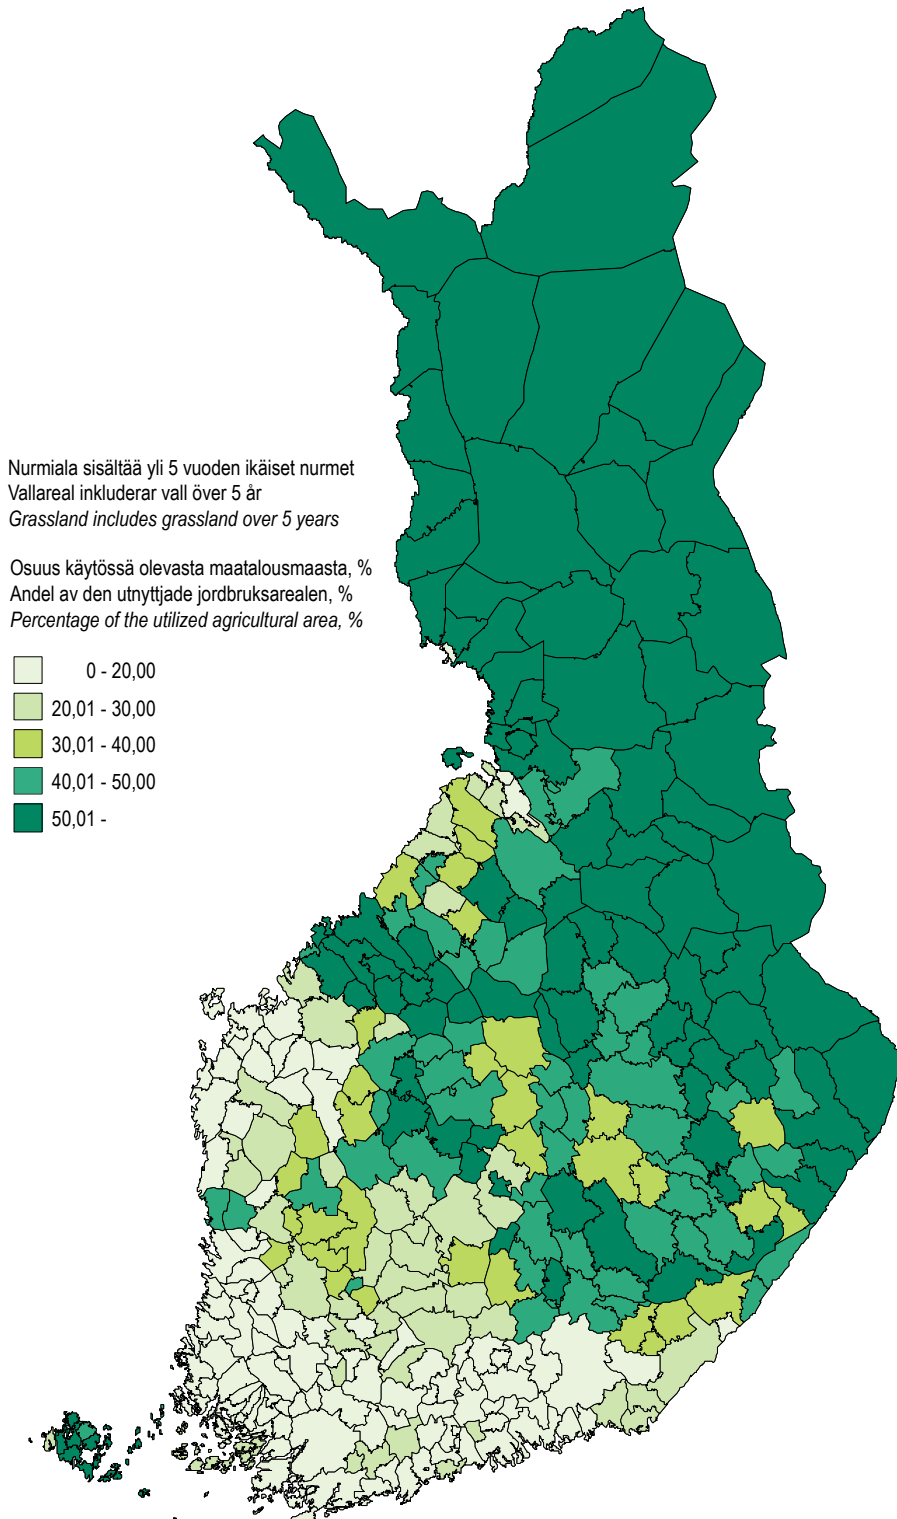 Nurmiala sisältää yli 5 vuoden ikäiset nurmet
Vallareal inkluderar vall över 5 år
Grassland includes grassland over 5 years
Osuus käytössä olevasta maatalousmaasta, %
Andel av den utnyttjade jordbruksarealen, %
Percentage of the utilized agricultural area, %
0 - 20,00
20,01 - 30,00
30,01 - 40,00
40,01 - 50,00
50,01 -